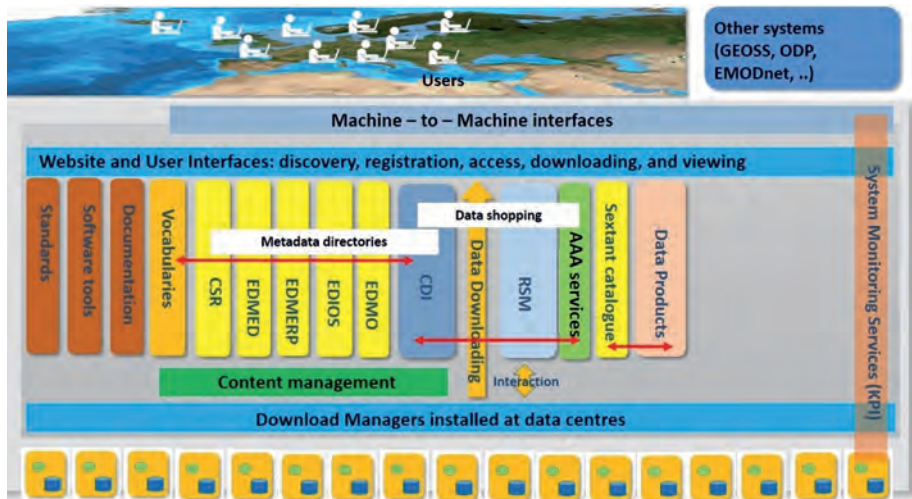 Users
Other systems
(GEOSS, ODP,
EMODnet, ..)
Machine – to – Machine interfaces
Website and User Interfaces: discovery, registration, access, downloading, and viewing
Standards
Software tools
Documentation
Vocabularies
CSR
EDMED
EDMERP
EDIOS
EDMO
CDI
Data Downloading
RSM
AAA services
Sextant catalogue
Data Products
System Monitoring Services (KPI)
Metadata directories
Data shopping
Content management
Interaction
Download Managers installed at data centres